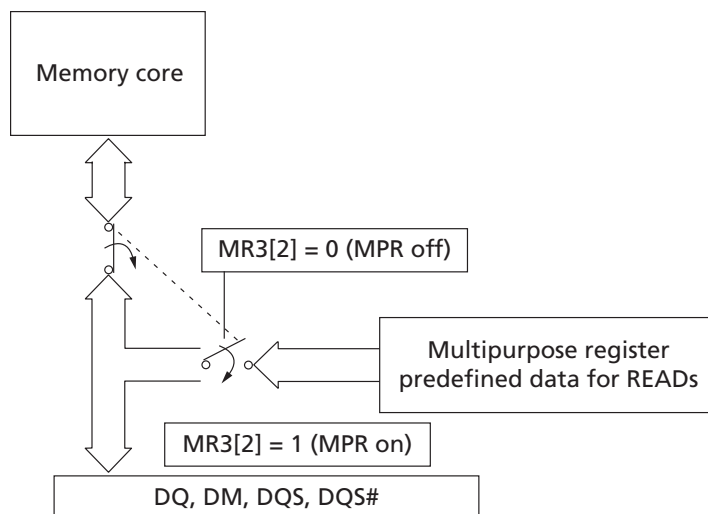 Memory core
MR3[2] = 0 (MPR off)
Multipurpose register
predefined data for READs
MR3[2] = 1 (MPR on)
DQ, DM, DQS, DQS#